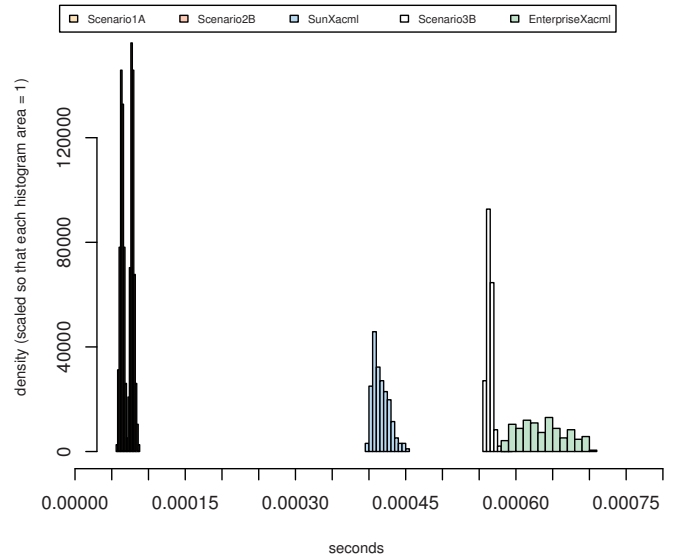 Scenario1A Scenario2B SunXacml Scenario3B EnterpriseXacml
density (scaled so that each histogram area = 1)
120000
80000
40000
0
0.00000 0.00015 0.00030 0.00045 0.00060 0.00075
seconds